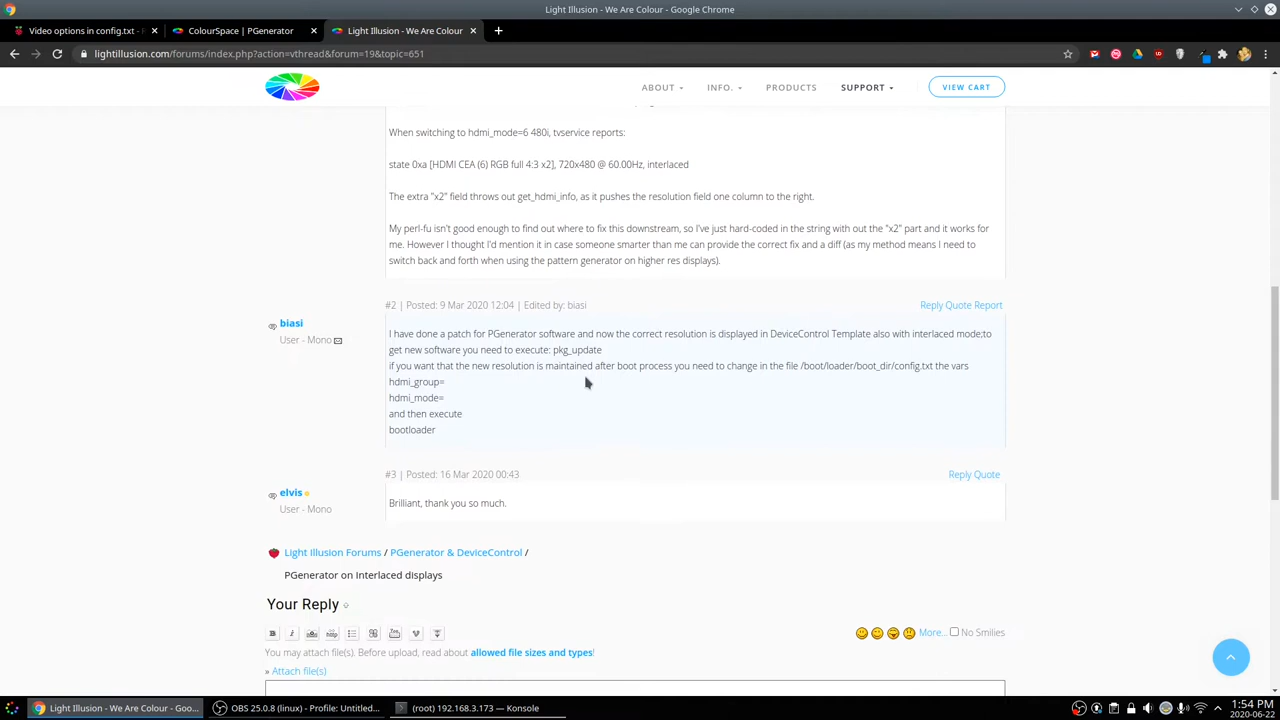 Light Illusion - We Are Colour - Google Chrome
Video options in config.txt - 
ColourSpace | PGenerator
Light Illusion - We Are Colour
lightillusion.com/forums/index.php?action=vthread&forum=19&topic=651
ABOUT
INFO.
PRODUCTS
SUPPORT
VIEW CART
When switching to hdmi_mode=6 480i, tvservice reports:
state 0xa [HDMI CEA (6) RGB full 4:3 x2], 720x480 @ 60.00Hz, interlaced
The extra "x2" field throws out get_hdmi_info, as it pushes the resolution field one column to the right.
My perl-fu isn't good enough to find out where to fix this downstream, so I've just hard-coded in the string with out the "x2" part and it works for
me. However I thought I'd mention it in case someone smarter than me can provide the correct fix and a diff (as my method means I need to
switch back and forth when using the pattern generator on higher res displays).
#2 | Posted: 9 Mar 2020 12:04 | Edited by: biasi
Reply Quote Report
biasi
User - Mono
I have done a patch for PGenerator software and now the correct resolution is displayed in DeviceControl Template also with interlaced mode;to
get new software you need to execute: pkg_update
if you want that the new resolution is maintained after boot process you need to change in the file /boot/loader/boot_dir/config.txt the vars
hdmi_group=
hdmi_mode=
and then execute
bootloader
#3 | Posted: 16 Mar 2020 00:43
Reply Quote
elvis
User - Mono
Brilliant, thank you so much.
Light Illusion Forums / PGenerator & DeviceControl /
PGenerator on Interlaced displays
Your Reply
More... No Smilies
You may attach file(s). Before upload, read about allowed file sizes and types!
» Attach file(s)
Light Illusion - We Are Colour - Goo...
OBS 25.0.8 (linux) - Profile: Untitled...
(root) 192.168.3.173 — Konsole
1:54 PM
2020-06-22